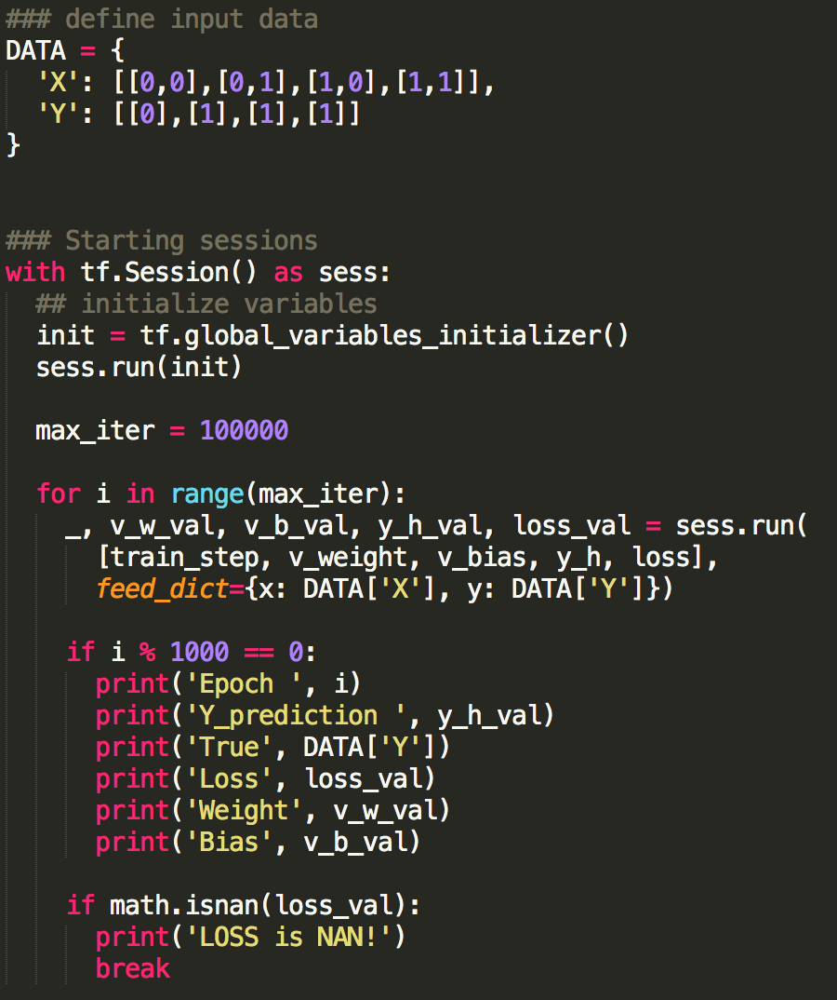 ### define input data
DATA = {
  'X': [[0,0],[0,1],[1,0],[1,1]],
  'Y': [[0],[1],[1],[1]]
}
### Starting sessions
with tf.Session() as sess:
  ## initialize variables
  init = tf.global_variables_initializer()
  sess.run(init)
  max_iter = 100000
  for i in range(max_iter):
    _, v_w_val, v_b_val, y_h_val, loss_val = sess.run(
      [train_step, v_weight, v_bias, y_h, loss],
      feed_dict={x: DATA['X'], y: DATA['Y']})
    if i % 1000 == 0:
      print('Epoch ', i)
      print('Y_prediction ', y_h_val)
      print('True', DATA['Y'])
      print('Loss', loss_val)
      print('Weight', v_w_val)
      print('Bias', v_b_val)
    if math.isnan(loss_val):
      print('LOSS is NAN!')
      break